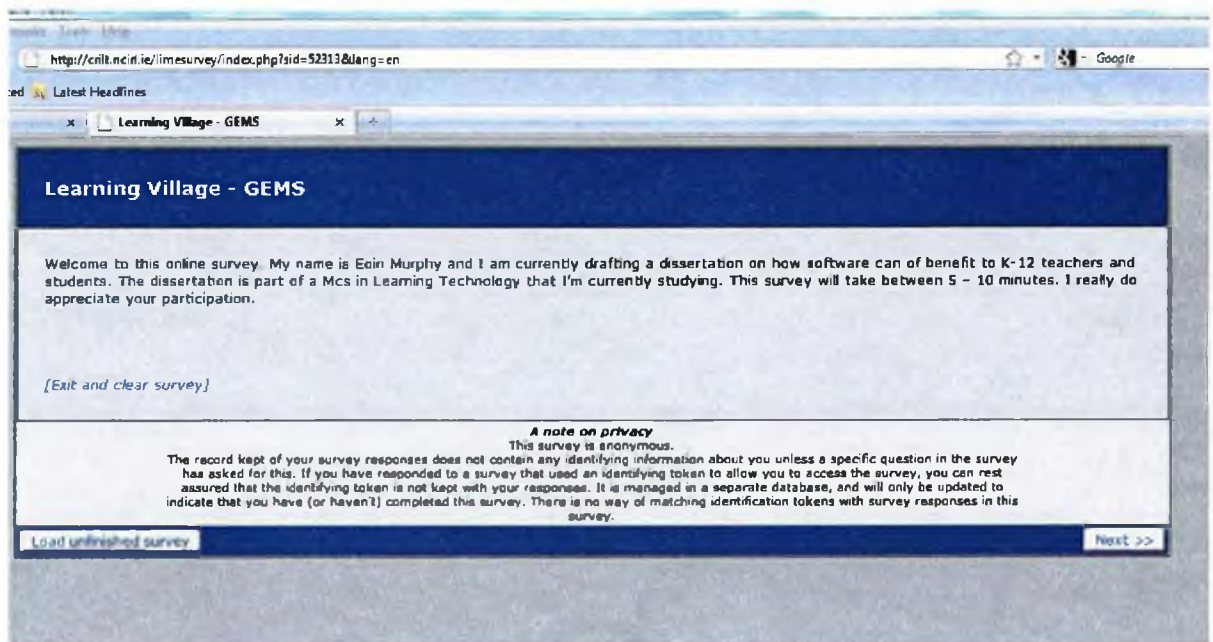 http://crilt.ncirl.ie/limesurvey/index.php?sid=52313&lang=en
Google
Latest Headlines
Learning Village - GEMS
Learning Village - GEMS
Welcome to this online survey. My name is Eoin Murphy and I am currently drafting a dissertation on how software can of benefit to K-12 teachers and
students. The dissertation is part of a Mcs in Learning Technology that I'm currently studying. This survey will take between 5 – 10 minutes. I really do
appreciate your participation.
[Exit and clear survey]
A note on privacy
This survey is anonymous.
The record kept of your survey responses does not contain any identifying information about you unless a specific question in the survey
has asked for this. If you have responded to a survey that used an identifying token to allow you to access the survey, you can rest
assured that the identifying token is not kept with your responses. It is managed in a separate database, and will only be updated to
indicate that you have (or haven't) completed this survey. There is no way of matching identification tokens with survey responses in this
survey.
Load unfinished survey
Next >>